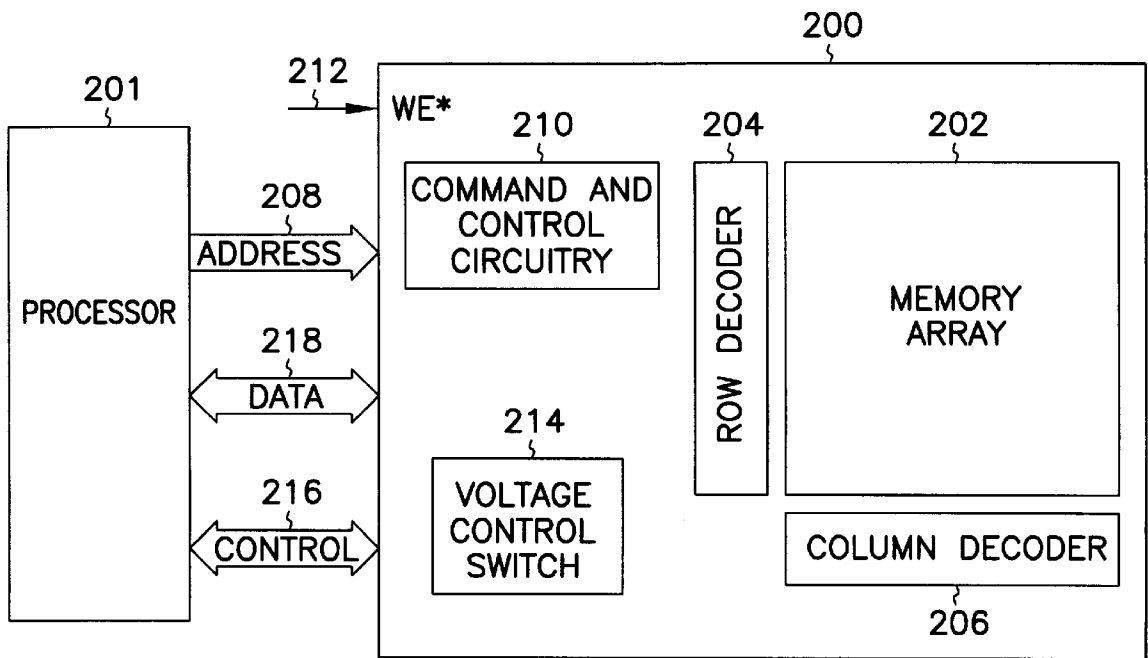 200
212
201
WE*
210
204
202
COMMAND AND
CONTROL
CIRCUITRY
208
ADDRESS
ROW DECODER
MEMORY
ARRAY
PROCESSOR
218
DATA
214
VOLTAGE
CONTROL
SWITCH
216
CONTROL
COLUMN DECODER
206